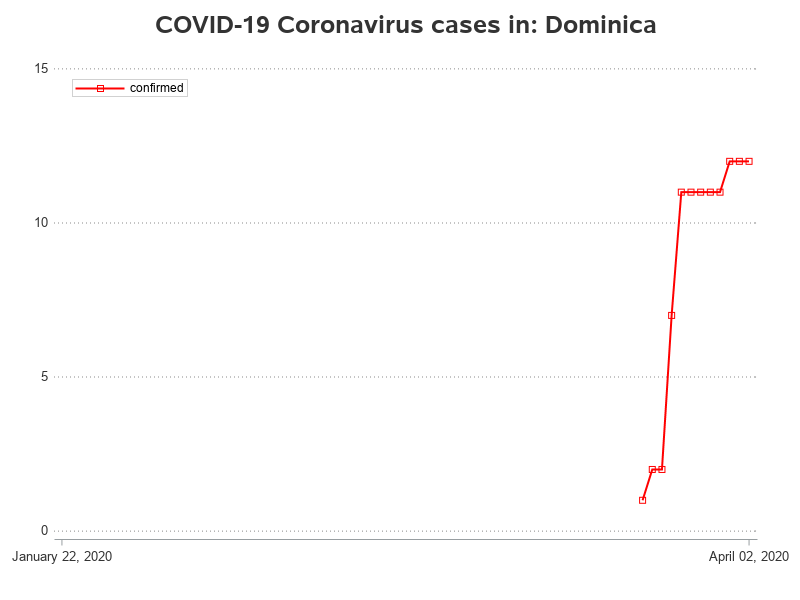 COVID-19 Coronavirus cases in: Dominica
15
confirmed
10
5
0
January 22, 2020
April 02, 2020